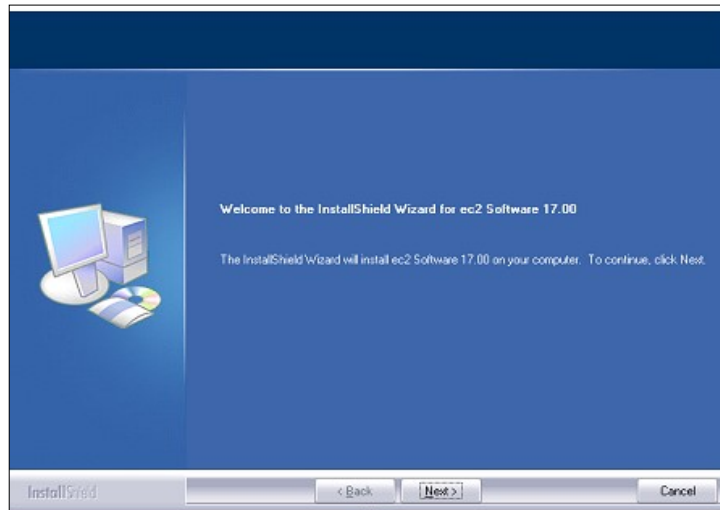 Welcome to the InstallShield Wizard for ec2 Software 17.00
The InstallShield Wizard will install ec2 Software 17.00 on your computer. To continue, click Next.
InstallShield
< Back
Next >
Cancel